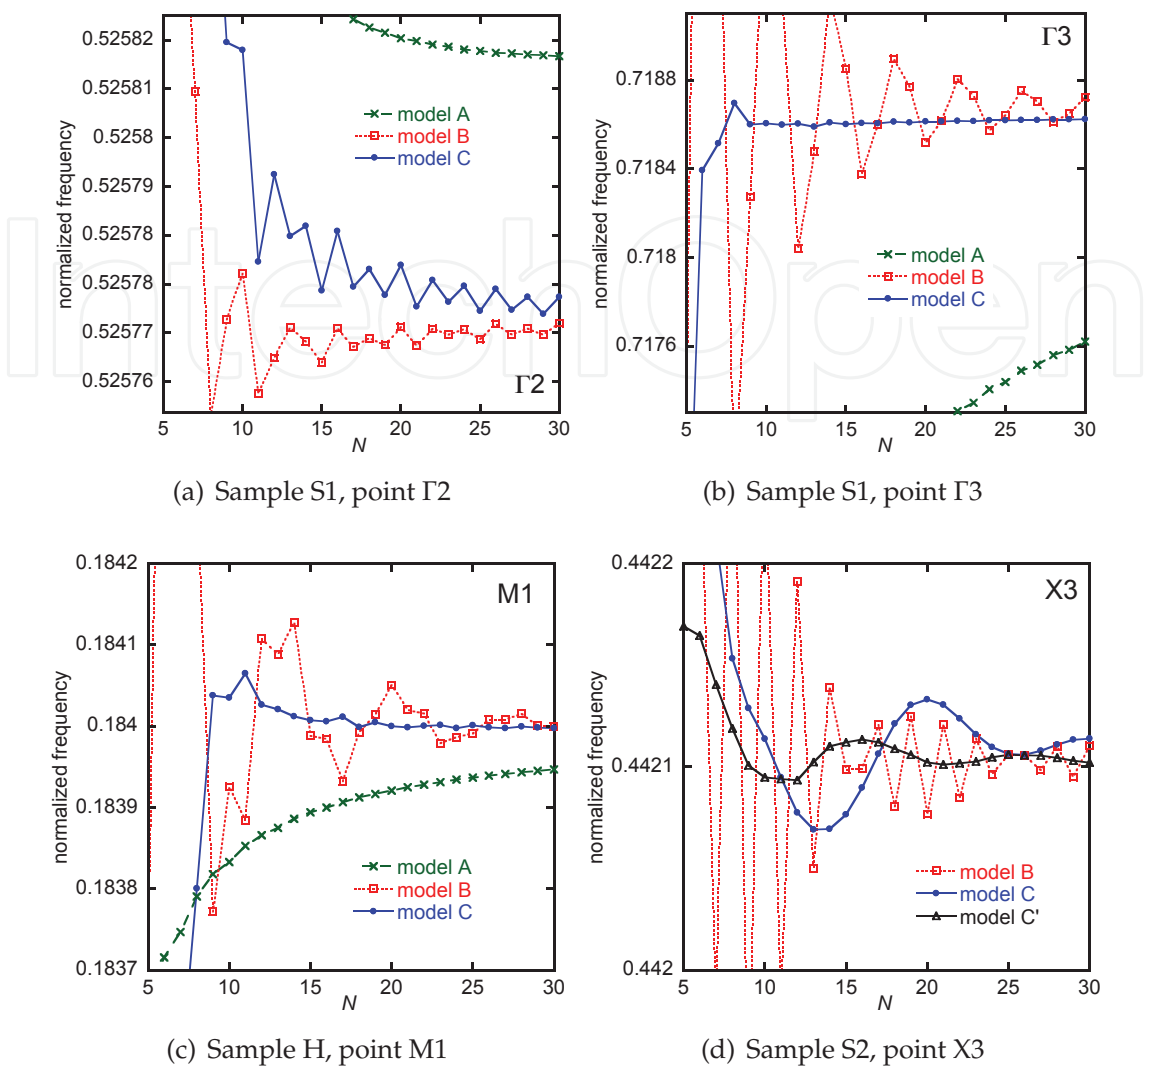 0.52582
0.52581
0.5258
0.52579
0.52578
0.52578
0.52577
0.52576
normalized frequency
model A
model B
model C
Γ2
5 10 15 20 25 30
N
(a) Sample S1, point Γ2
0.7188
0.7184
0.718
0.7176
normalized frequency
Γ3
model A
model B
model C
5 10 15 20 25 30
N
(b) Sample S1, point Γ3
IntechOpen
0.1842
0.1841
0.184
0.1839
0.1838
0.1837
normalized frequency
M1
model A
model B
model C
5 10 15 20 25 30
N
(c) Sample H, point M1
0.4422
0.4421
0.442
normalized frequency
X3
model B
model C
model C'
5 10 15 20 25 30
N
(d) Sample S2, point X3